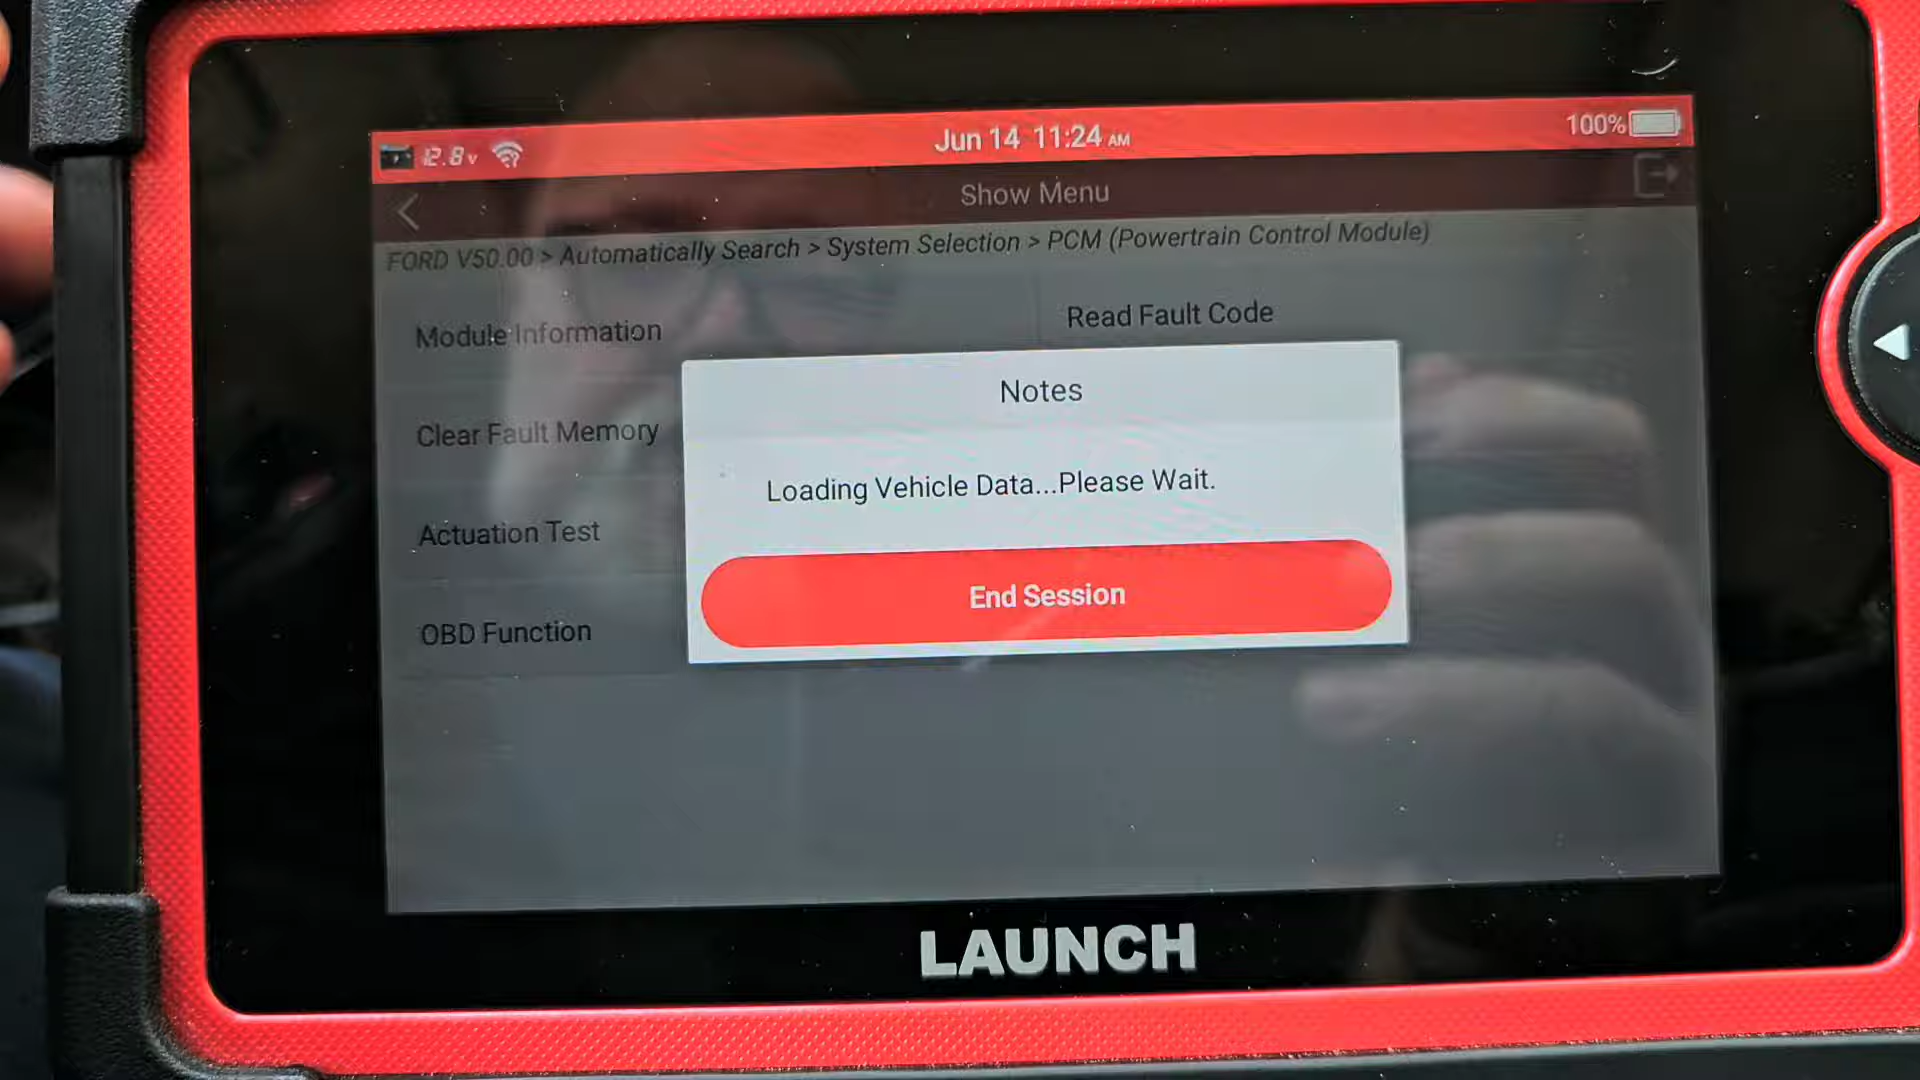 12.8v
Jun 14 11:24 AM
100%
Show Menu
FORD V50.00 > Automatically Search > System Selection > PCM (Powertrain Control Module)
Module Information
Read Fault Code
Clear Fault Memory
Actuation Test
OBD Function
Notes
Loading Vehicle Data...Please Wait.
End Session
LAUNCH